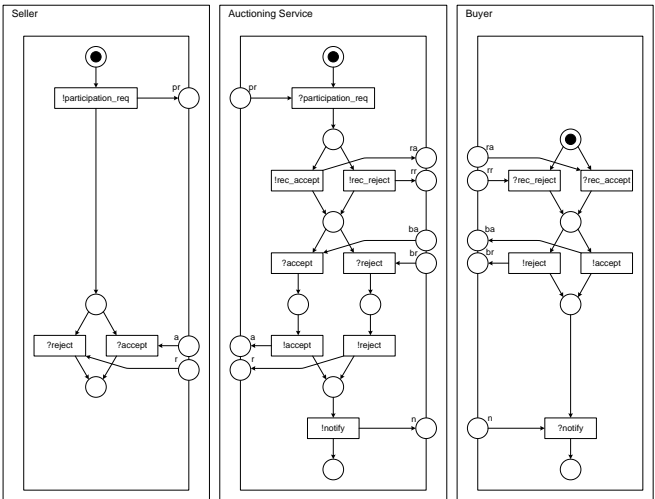 Seller
!participation_req
pr
?reject
?accept
a
r
Auctioning Service
pr
?participation_req
ra
!rec_accept
!rec_reject
rr
ba
?accept
?reject
br
a
!accept
!reject
r
!notify
n
Buyer
ra
rr
?rec_reject
?rec_accept
ba
br
!reject
!accept
n
?notify